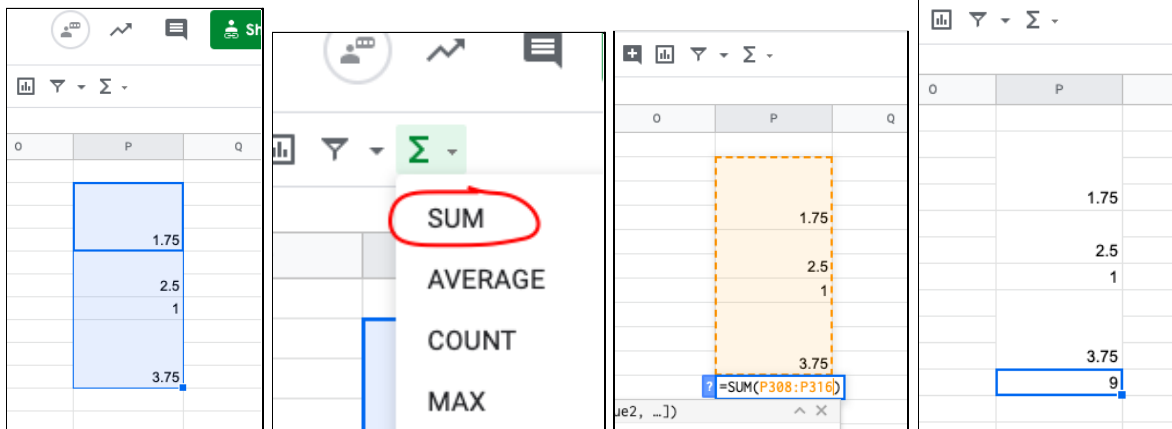 Sh
O P Q
1.75
2.5
1
3.75
SUM
AVERAGE
COUNT
MAX
O P Q
1.75
2.5
1
3.75
? =SUM(P308:P316)
ue2, …])
O P
1.75
2.5
1
3.75
9